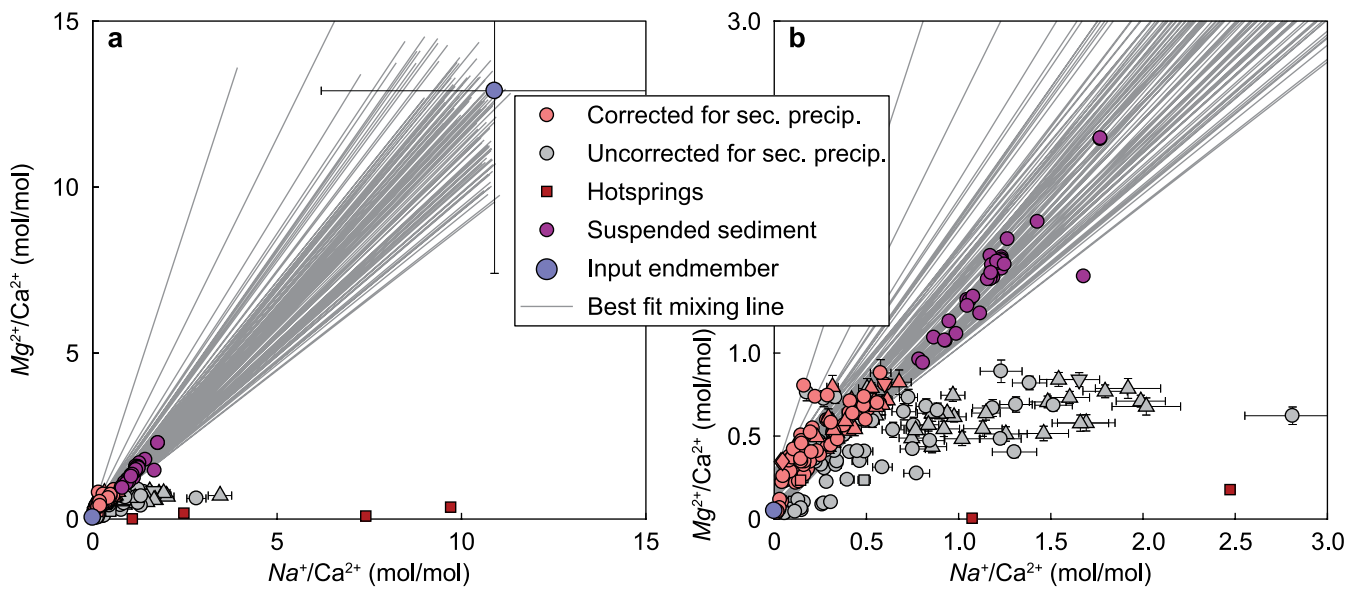 15
a
10
5
0
0
5
10
15
Mg²⁺/Ca²⁺ (mol/mol)
Na⁺/Ca²⁺ (mol/mol)
Corrected for sec. precip.
Uncorrected for sec. precip.
Hotsprings
Suspended sediment
Input endmember
Best fit mixing line
3.0
b
1.0
0.5
0
0
0.5
1.0
1.5
2.0
2.5
3.0
Mg²⁺/Ca²⁺ (mol/mol)
Na⁺/Ca²⁺ (mol/mol)